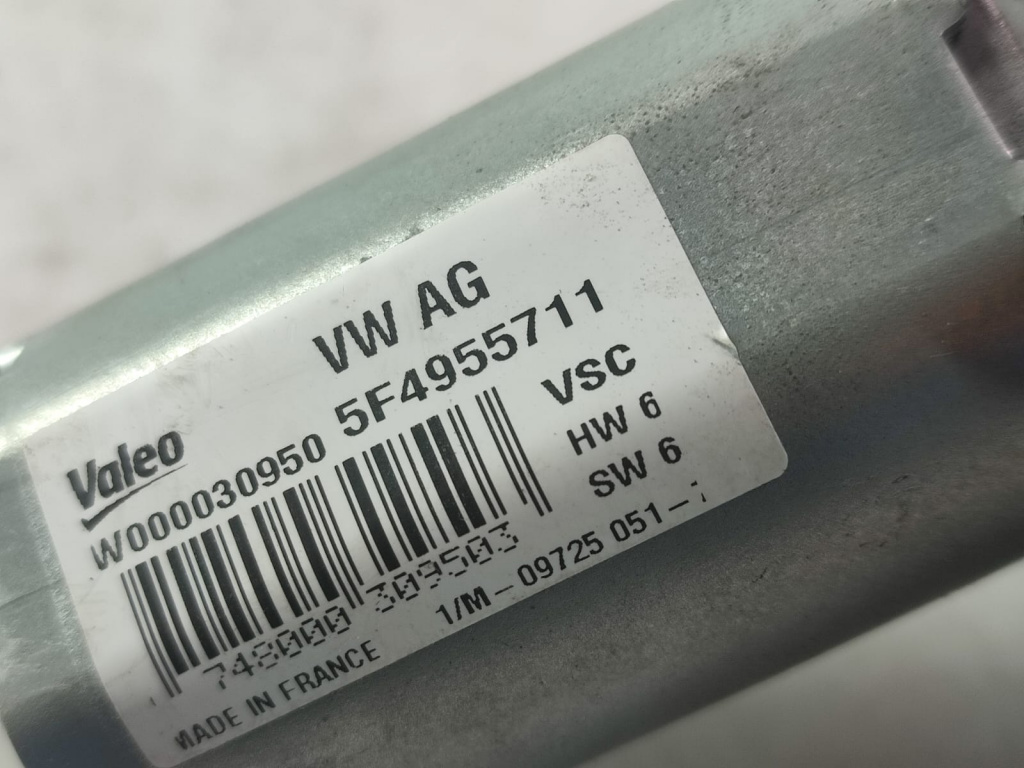 VW AG
Valeo
W000030950 5F4955711
VSC
HW 6
SW 6
748000 309503
1/M-09725 051-
MADE IN FRANCE